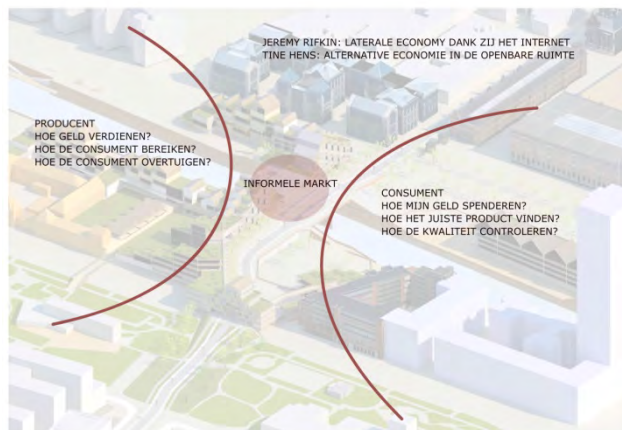 JEREMY RIFKIN: LATERALE ECONOMY DANK ZIJ HET INTERNET
TINE HENS: ALTERNATIVE ECONOMIE IN DE OPENBARE RUIMTE
PRODUCENT
HOE GELD VERDIENEN?
HOE DE CONSUMENT BEREIKEN?
HOE DE CONSUMENT OVERTUIGEN?
INFORMELE MARKT
CONSUMENT
HOE MIJN GELD SPENDEREN?
HOE HET JUISTE PRODUCT VINDEN?
HOE DE KWALITEIT CONTROLEREN?